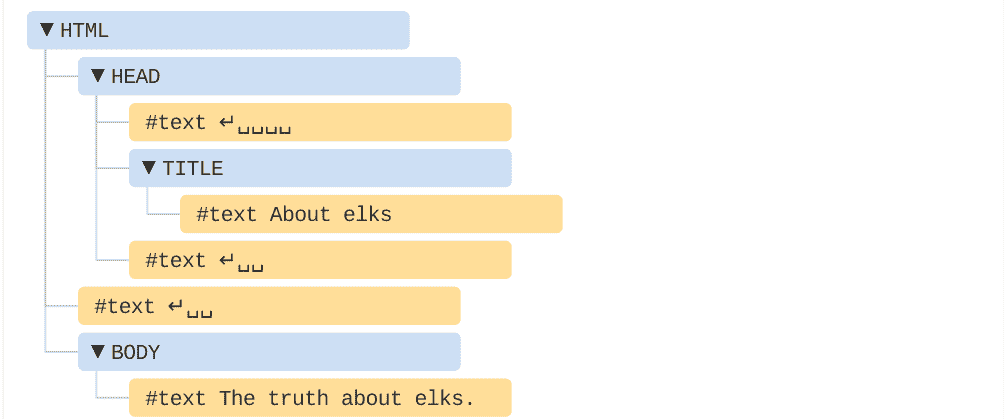 ▼ HTML
▼ HEAD
#text ↵␣␣␣␣
▼ TITLE
#text About elks
#text ↵␣␣
#text ↵␣␣
▼ BODY
#text The truth about elks.